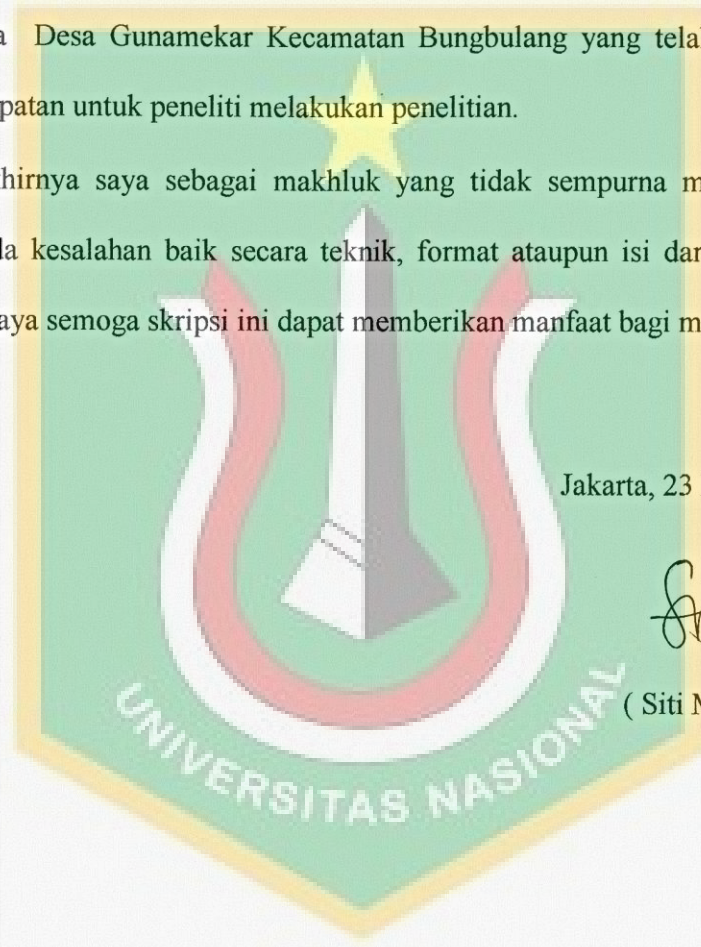 a Desa Gunamekar Kecamatan Bungbulang yang tela
patan untuk peneliti melakukan penelitian.
hirnya saya sebagai makhluk yang tidak sempurna m
la kesalahan baik secara teknik, format ataupun isi dar
aya semoga skripsi ini dapat memberikan manfaat bagi m
Jakarta, 23
( Siti
UNIVERSITAS NASIONAL